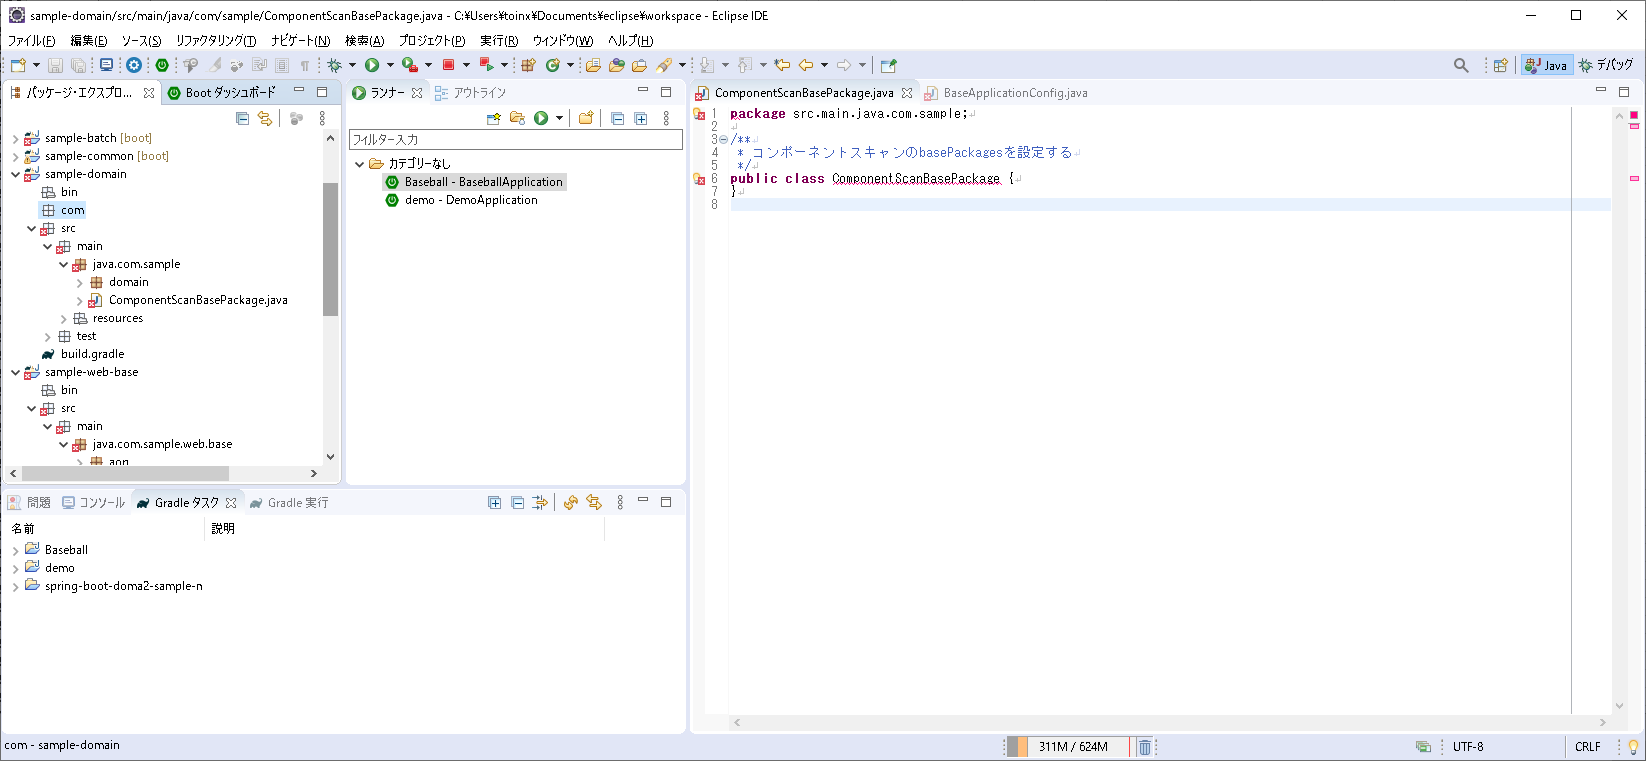 sample-domain/src/main/java/com/sample/ComponentScanBasePackage.java - C:¥Users¥toinx¥Documents¥eclipse¥workspace - Eclipse IDE
ファイル(F) 編集(E) ソース(S) リファクタリング(T) ナビゲート(N) 検索(A) プロジェクト(P) 実行(R) ウィンドウ(W) ヘルプ(H)
Java デバッグ
パッケージ・エクスプロ... Boot ダッシュボード
sample-batch [boot]
sample-common [boot]
sample-domain
bin
com
src
main
java.com.sample
domain
ComponentScanBasePackage.java
resources
test
build.gradle
sample-web-base
bin
src
main
java.com.sample.web.base
aop
ランナー アウトライン
フィルター入力
カテゴリーなし
Baseball - BaseballApplication
demo - DemoApplication
ComponentScanBasePackage.java BaseApplicationConfig.java
1 package src.main.java.com.sample;
2
3 /**
4 * コンポーネントスキャンのbasePackagesを設定する
5 */
6 public class ComponentScanBasePackage {
7 }
8
問題 コンソール Gradle タスク Gradle 実行
名前 説明
Baseball
demo
spring-boot-doma2-sample-n
com - sample-domain 311M / 624M UTF-8 CRLF